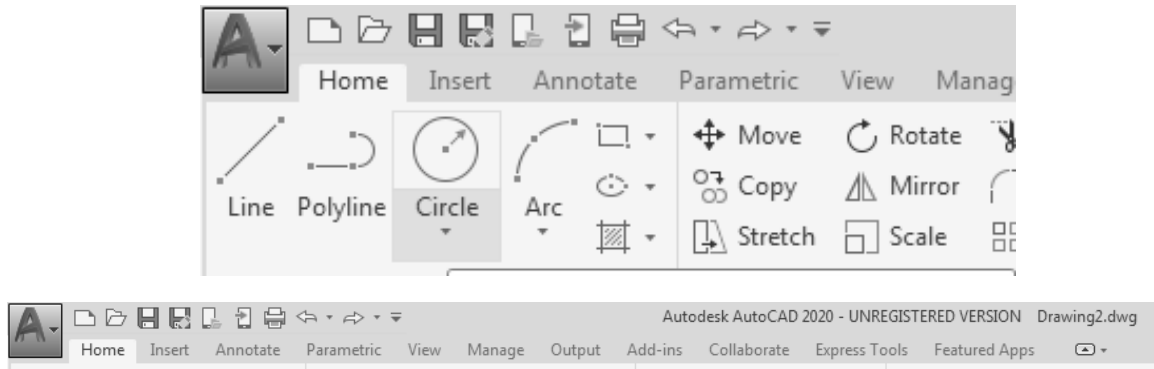 Home Insert Annotate Parametric View Manag
Move Rotate
Copy Mirror
Line Polyline Circle Arc
Stretch Scale
Autodesk AutoCAD 2020 - UNREGISTERED VERSION Drawing2.dwg
Home Insert Annotate Parametric View Manage Output Add-ins Collaborate Express Tools Featured Apps